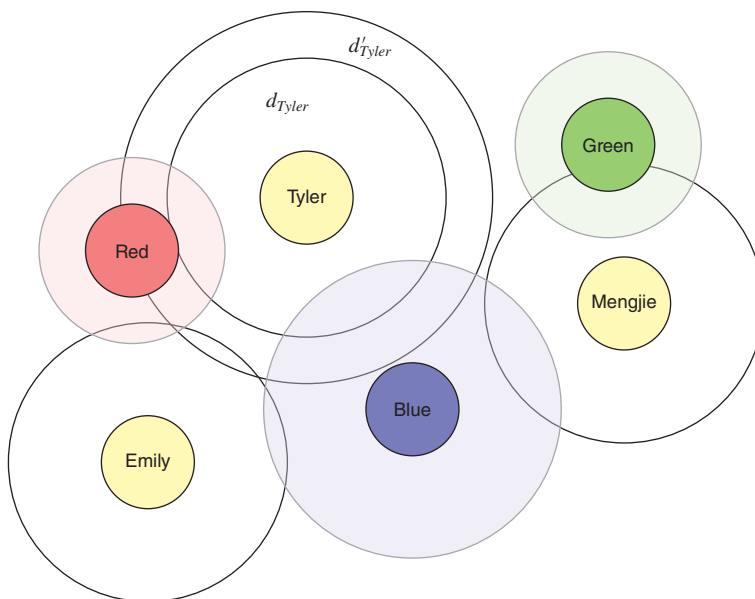 d'Tyler
dTyler
Green
Tyler
Red
Mengjie
Blue
Emily